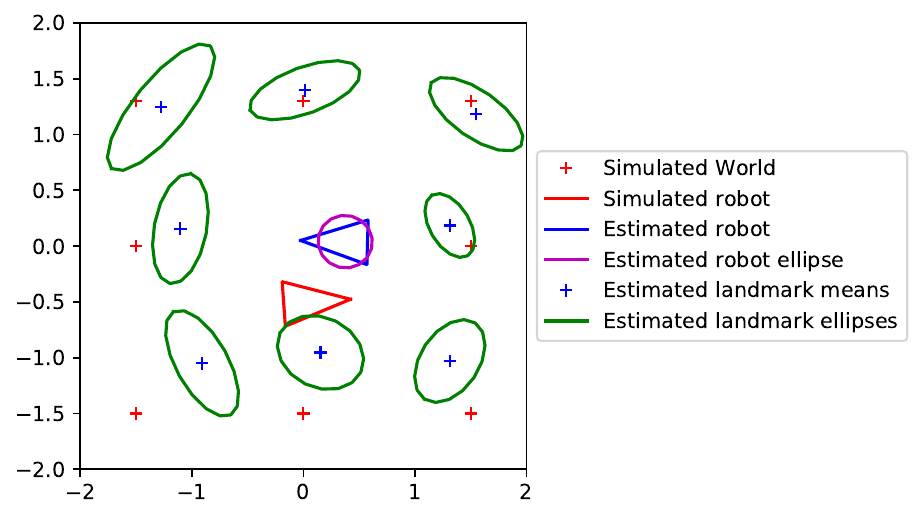 2.0
1.5
1.0
0.5
0.0
−0.5
−1.0
−1.5
−2.0
−2
−1
0
1
2
Simulated World
Simulated robot
Estimated robot
Estimated robot ellipse
Estimated landmark means
Estimated landmark ellipses